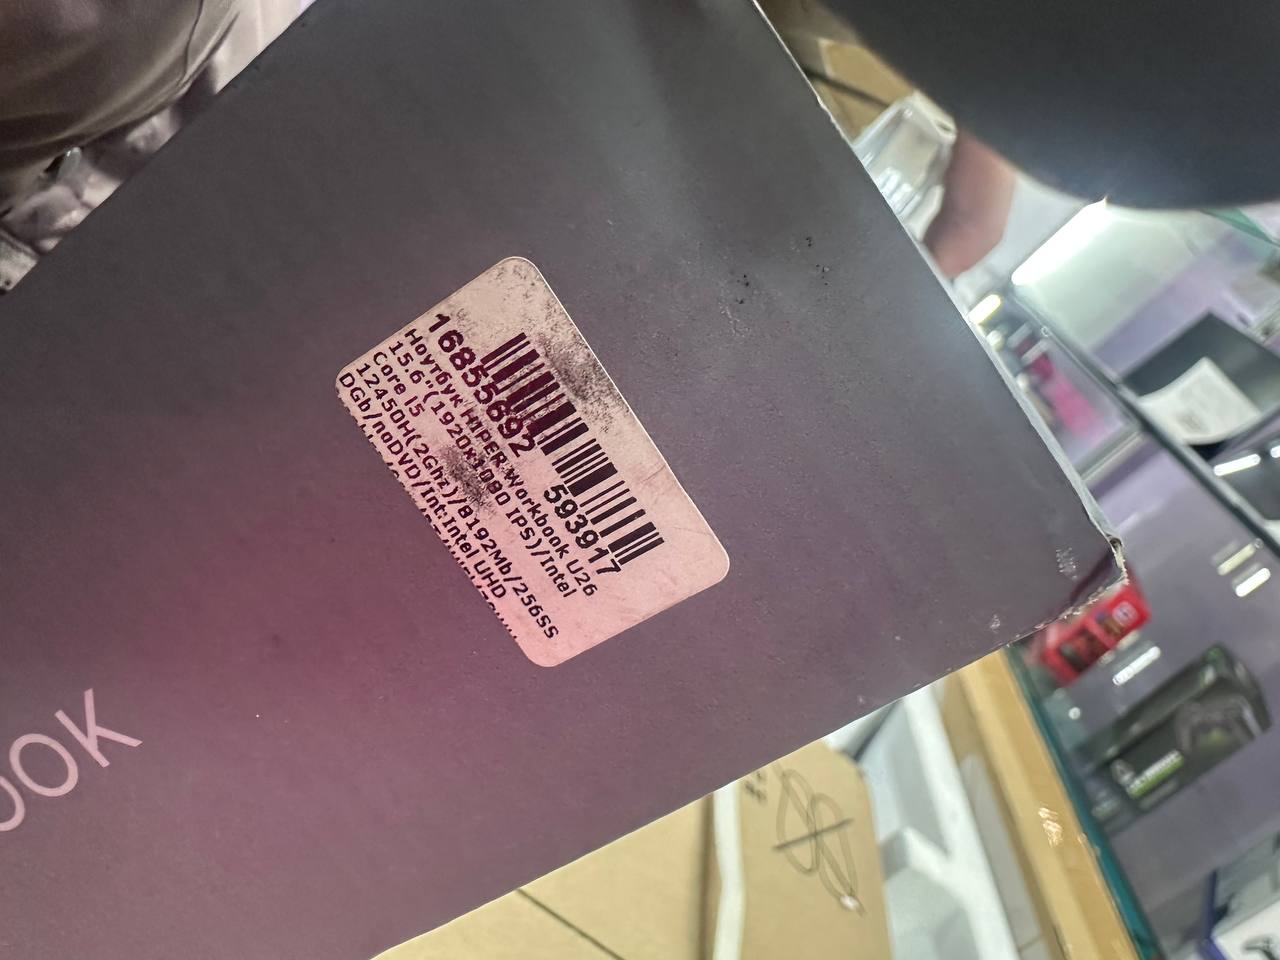 16855692 593917
Ноутбук HIPER Workbook U26
15.6"(1920x1080 IPS)/Intel
Core i5
12450H(2Ghz)/8192Mb/256SS
DGb/noDVD/Int:Intel UHD
OOK